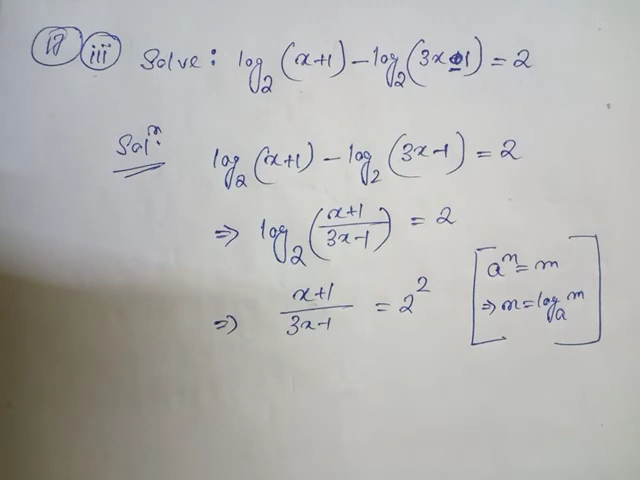 17 iii Solve: log₂(x+1) − log₂(3x-1) = 2
Solⁿ: log₂(x+1) − log₂(3x-1) = 2
⇒ log₂((x+1)/(3x-1)) = 2
⇒ (x+1)/(3x-1) = 2²
[aⁿ = m
⇒ n = logₐm]